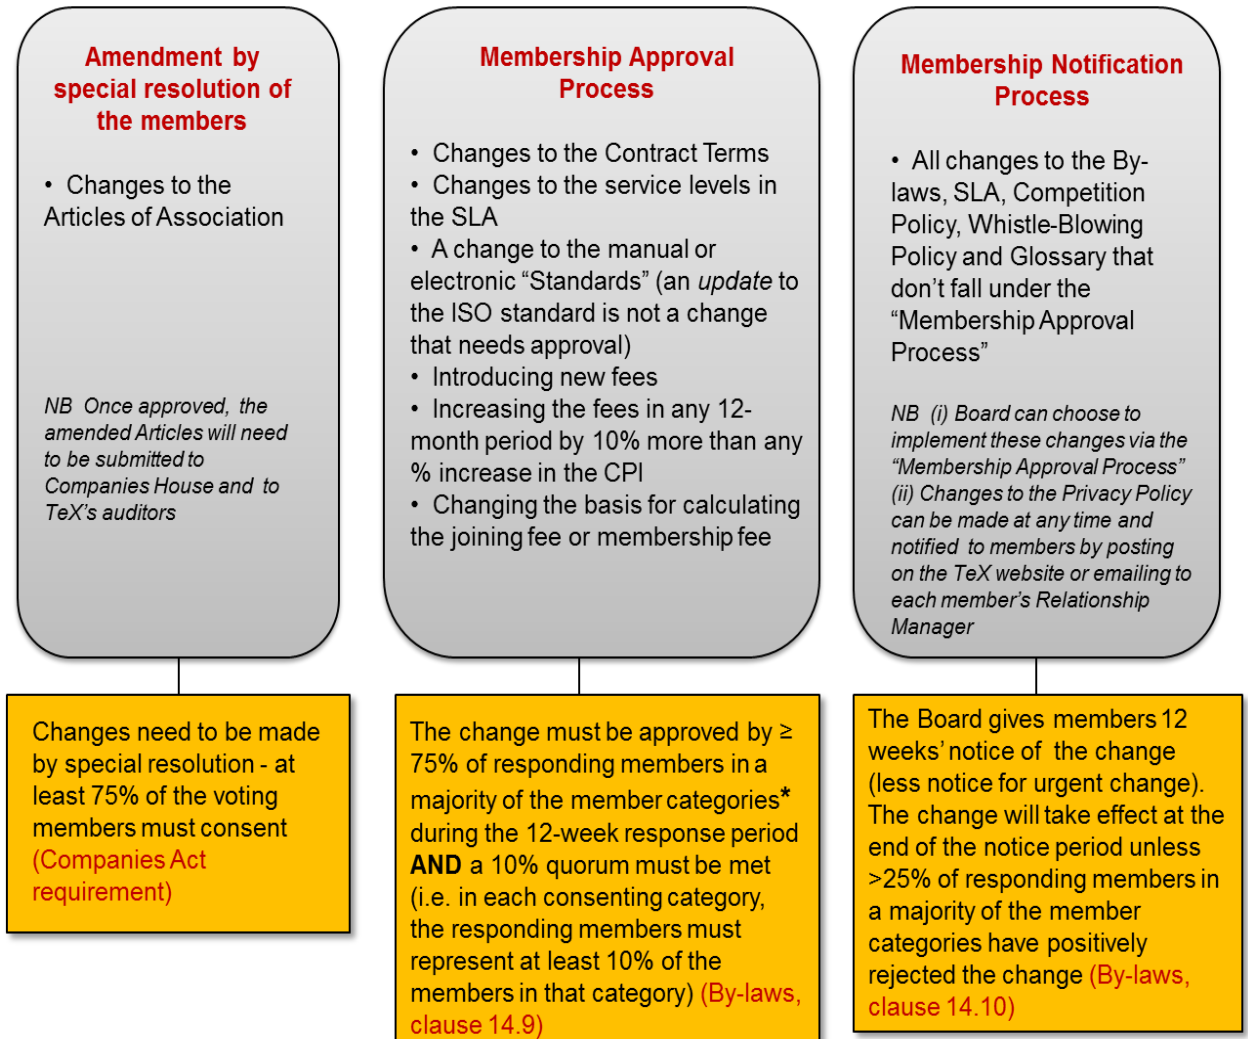 Amendment by
special resolution of
the members
• Changes to the
Articles of Association
NB Once approved, the
amended Articles will need
to be submitted to
Companies House and to
TeX's auditors
Changes need to be made
by special resolution - at
least 75% of the voting
members must consent
(Companies Act
requirement)
Membership Approval
Process
• Changes to the Contract Terms
• Changes to the service levels in
the SLA
• A change to the manual or
electronic “Standards” (an update to
the ISO standard is not a change
that needs approval)
• Introducing new fees
• Increasing the fees in any 12-
month period by 10% more than any
% increase in the CPI
• Changing the basis for calculating
the joining fee or membership fee
The change must be approved by ≥
75% of responding members in a
majority of the member categories*
during the 12-week response period
AND a 10% quorum must be met
(i.e. in each consenting category,
the responding members must
represent at least 10% of the
members in that category) (By-laws,
clause 14.9)
Membership Notification
Process
• All changes to the By-
laws, SLA, Competition
Policy, Whistle-Blowing
Policy and Glossary that
don't fall under the
“Membership Approval
Process”
NB (i) Board can choose to
implement these changes via the
“Membership Approval Process”
(ii) Changes to the Privacy Policy
can be made at any time and
notified to members by posting
on the TeX website or emailing to
each member's Relationship
Manager
The Board gives members 12
weeks' notice of the change
(less notice for urgent change).
The change will take effect at the
end of the notice period unless
>25% of responding members in
a majority of the member
categories have positively
rejected the change (By-laws,
clause 14.10)